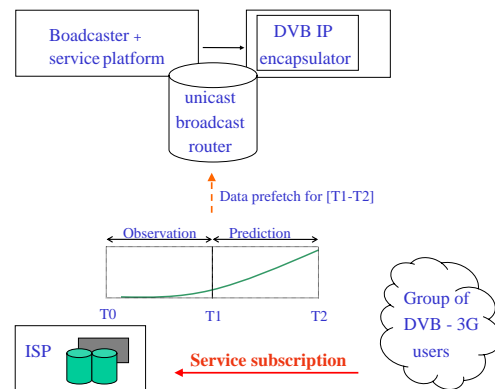 Boadcaster +
service platform
DVB IP
encapsulator
unicast
broadcast
router
Data prefetch for [T1-T2]
Observation
Prediction
T0
T1
T2
Group of
DVB - 3G
users
ISP
Service subscription